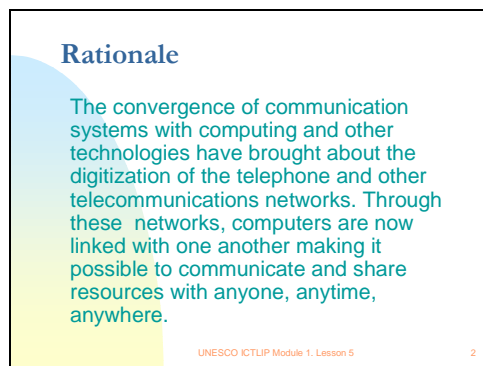 Rationale
The convergence of communication
systems with computing and other
technologies have brought about the
digitization of the telephone and other
telecommunications networks. Through
these networks, computers are now
linked with one another making it
possible to communicate and share
resources with anyone, anytime,
anywhere.
UNESCO ICTLIP Module 1. Lesson 5 2